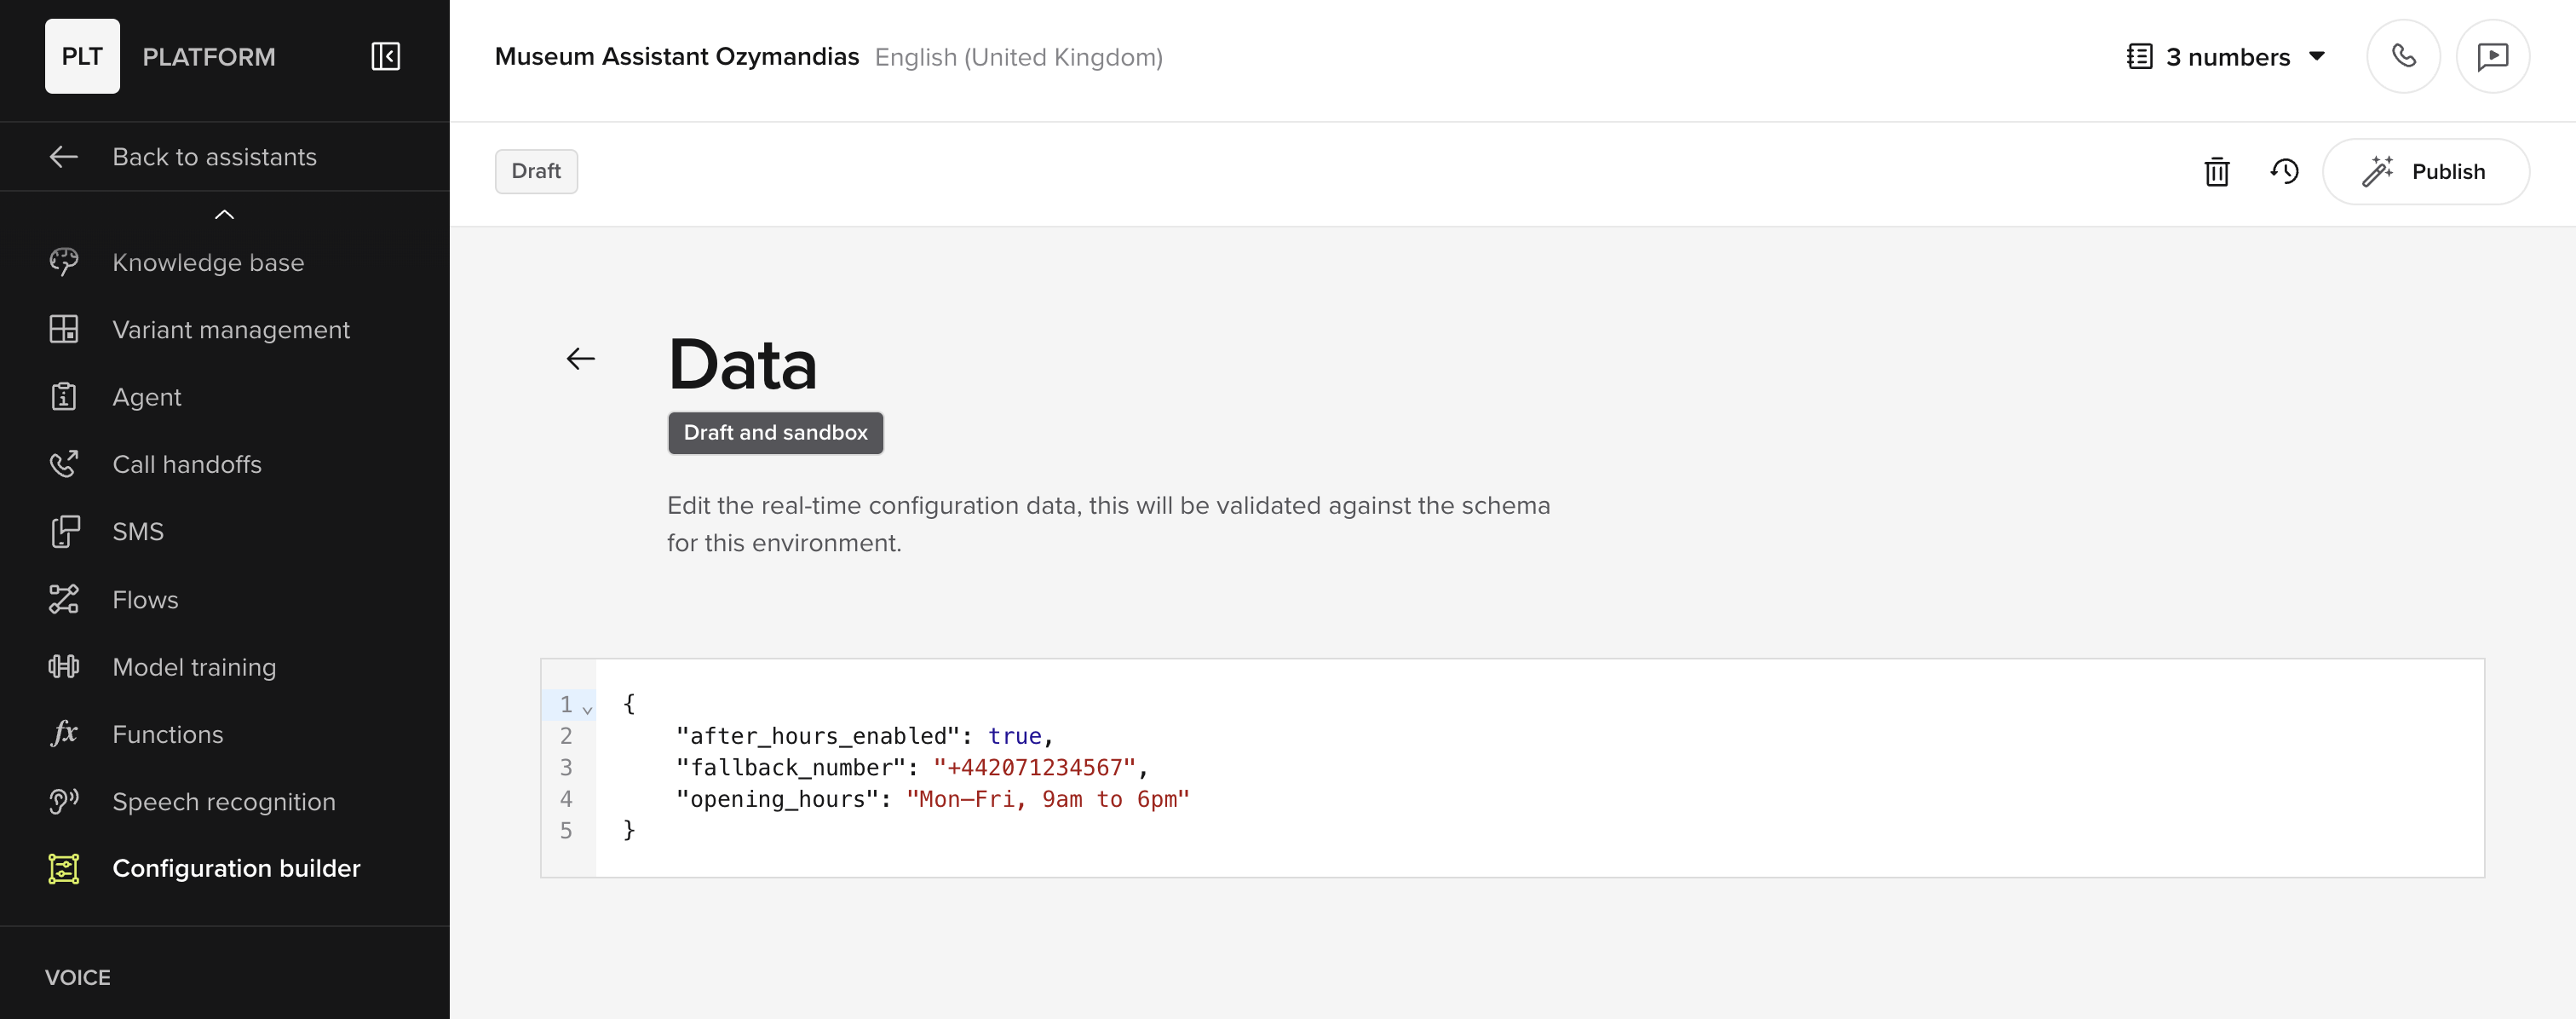 PLT PLATFORM
Back to assistants
Knowledge base
Variant management
Agent
Call handoffs
SMS
Flows
Model training
fx Functions
Speech recognition
Configuration builder
VOICE
Museum Assistant Ozymandias English (United Kingdom)
3 numbers
Draft
Publish
Data
Draft and sandbox
Edit the real-time configuration data, this will be validated against the schema
for this environment.
1 {
2 "after_hours_enabled": true,
3 "fallback_number": "+442071234567",
4 "opening_hours": "Mon–Fri, 9am to 6pm"
5 }